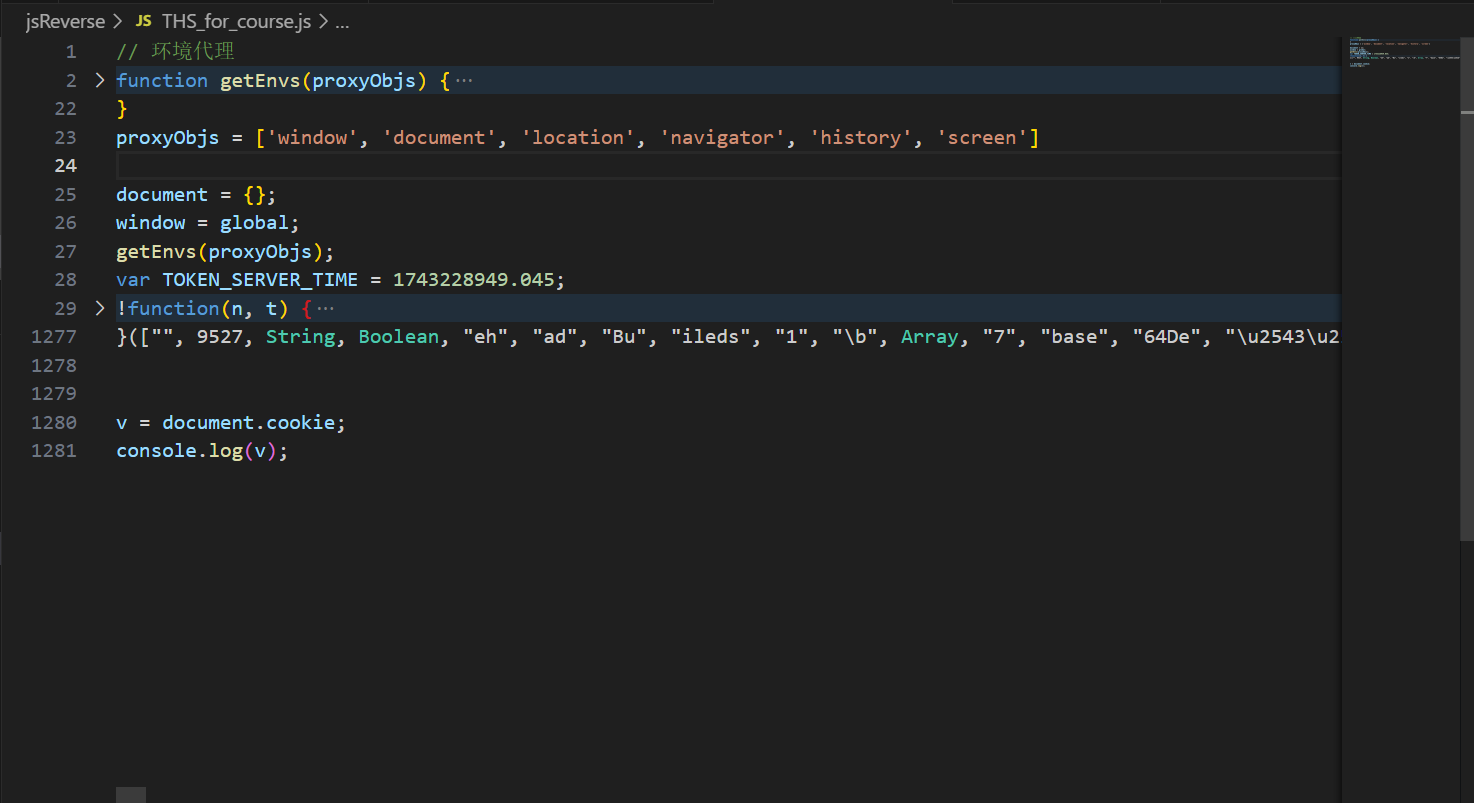 jsReverse > JS THS_for_course.js > ...
1 // 环境代理
2 > function getEnvs(proxyObjs) { ···
22 }
23 proxyObjs = ['window', 'document', 'location', 'navigator', 'history', 'screen']
24
25 document = {};
26 window = global;
27 getEnvs(proxyObjs);
28 var TOKEN_SERVER_TIME = 1743228949.045;
29 > !function(n, t) { ···
1277 }(["", 9527, String, Boolean, "eh", "ad", "Bu", "ileds", "1", "\b", Array, "7", "base", "64De", "\u2543\u2
1278
1279
1280 v = document.cookie;
1281 console.log(v);